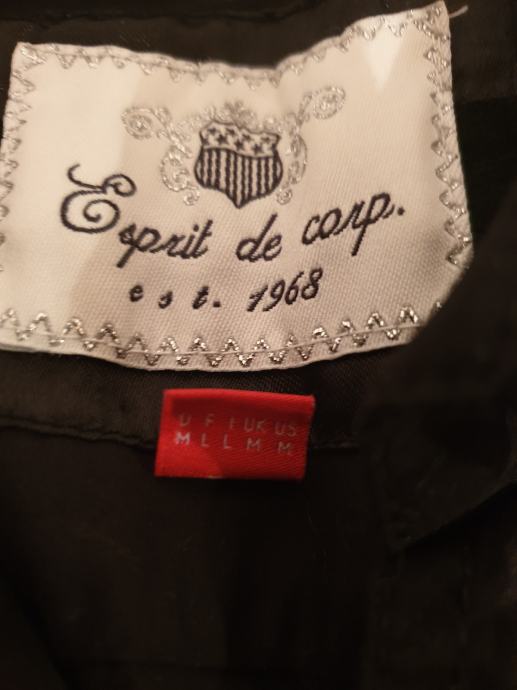 Esprit de corp.
est. 1968
D F I UK US
M L L M M